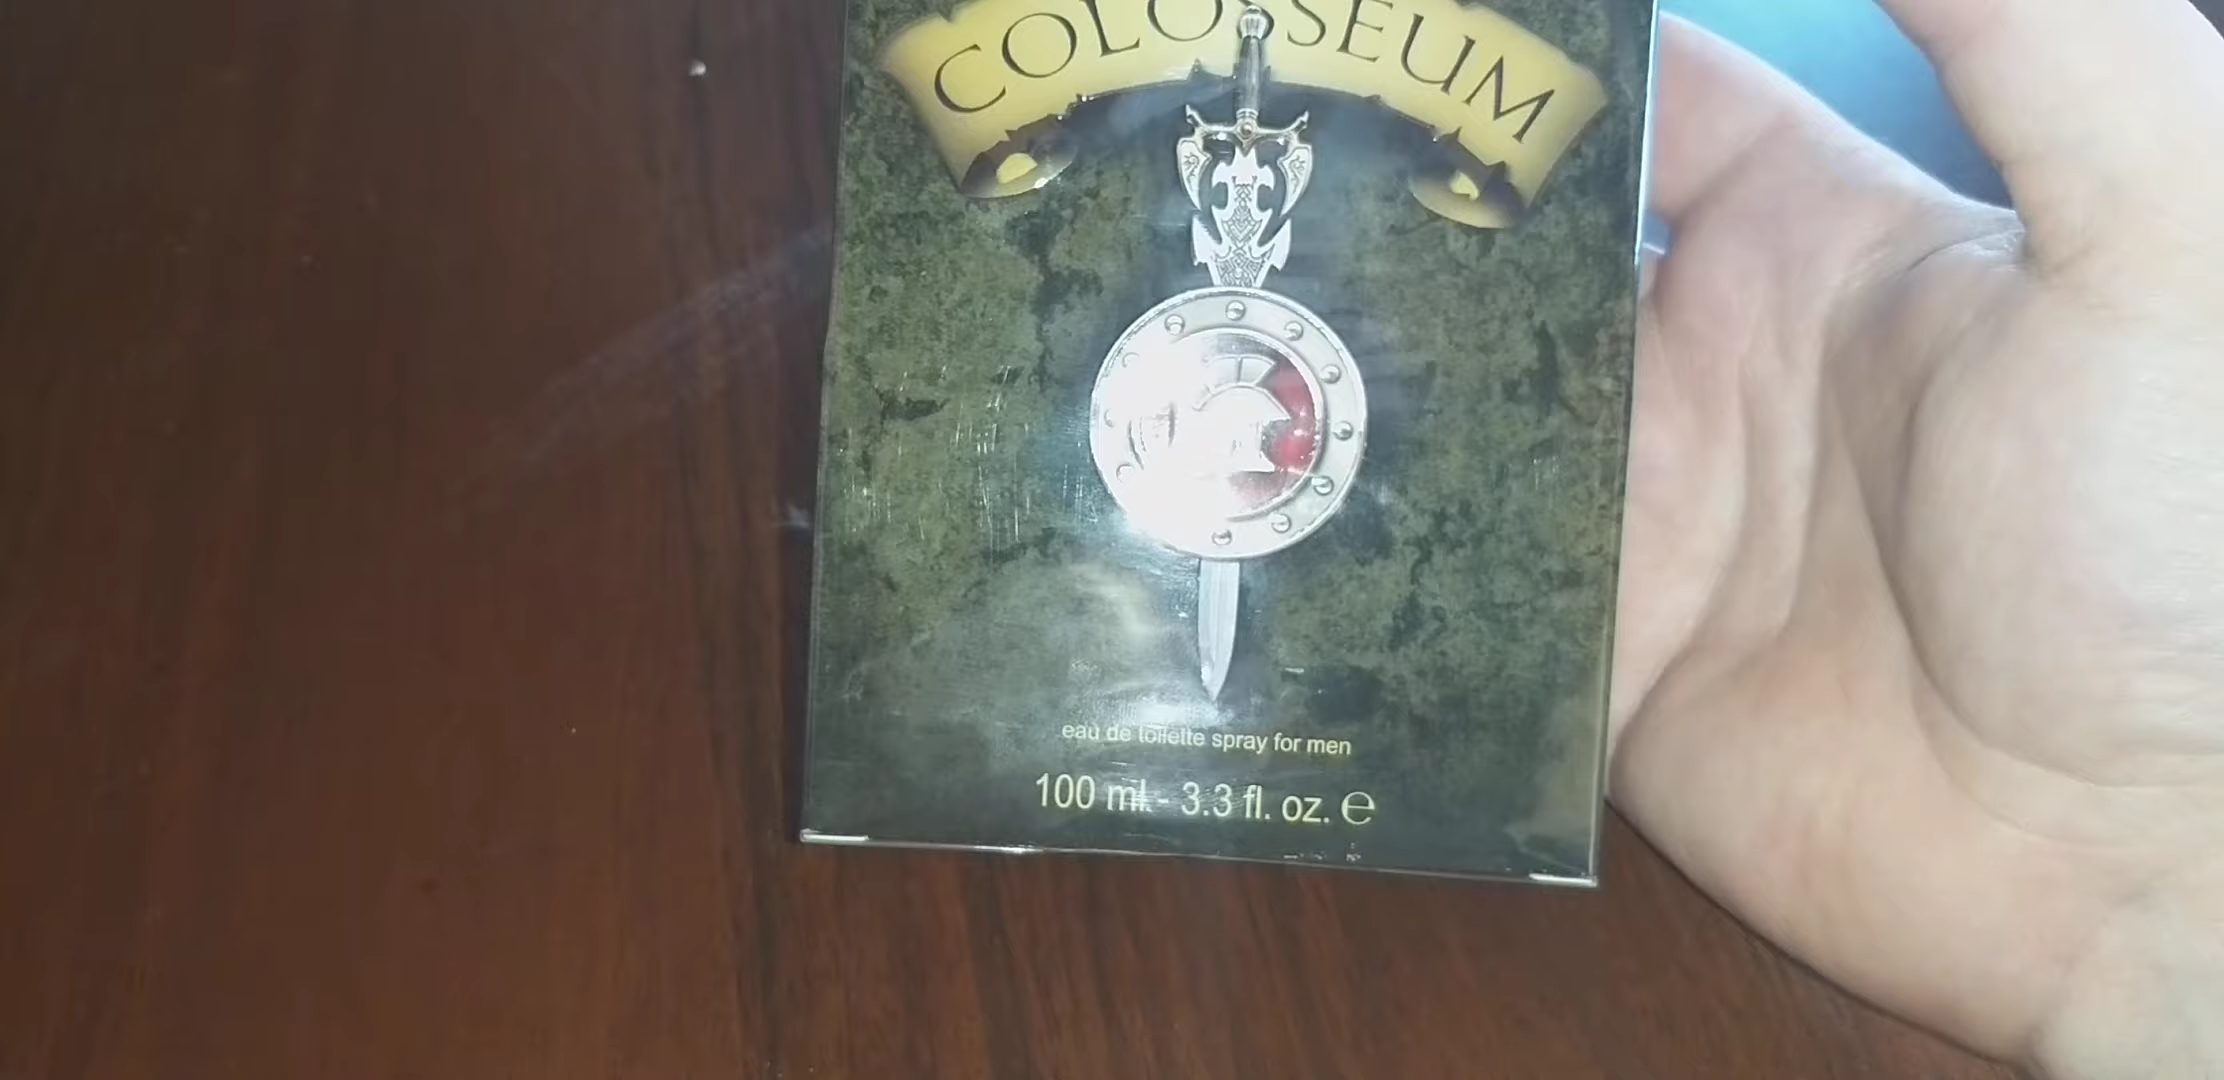 COLOSSEUM
eau de toilette spray for men
100 ml - 3.3 fl. oz. ℮